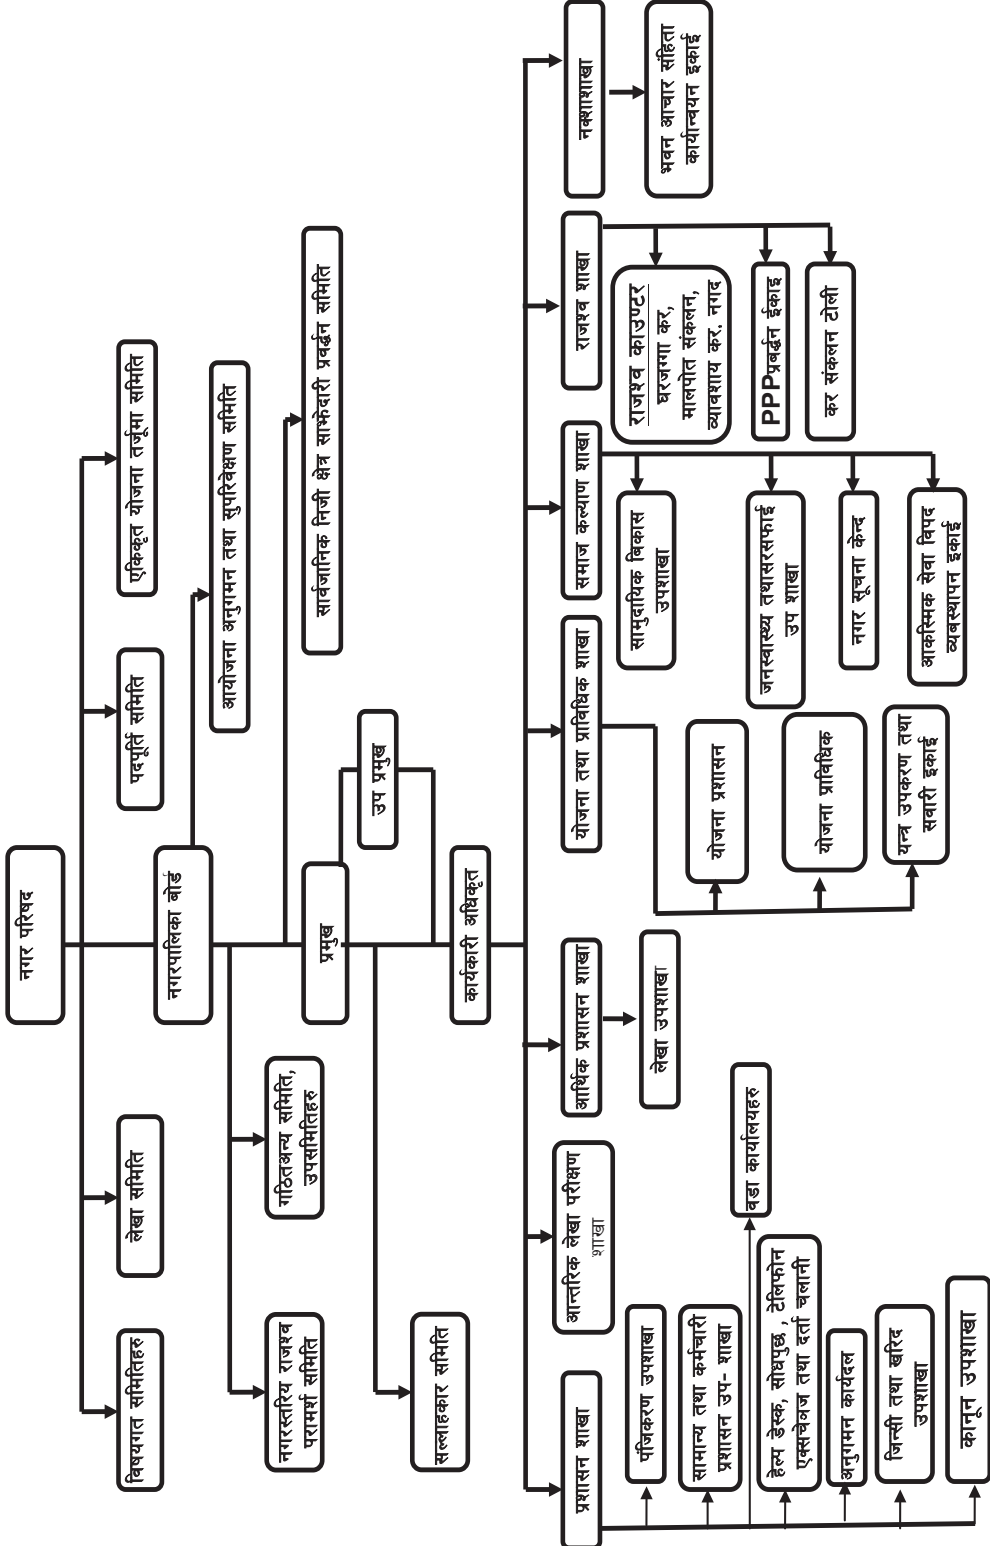 नगर परिषद
विषयगत समितिहरु
लेखा समिति
पदपूर्ति समिति
एकिकृत योजना तर्जूमा समिति
नगरपालिका बोर्ड
आयोजना अनुगमन तथा सुपरिवेक्षण समिति
नगरस्तरिय राजश्व
परामर्श समिति
गठितअन्य समिति,
उपसमितिहरु
प्रमुख
सार्वजानिक निजी क्षेत्र साझेदारी प्रवर्द्धन समिति
उप प्रमुख
सल्लाहकार समिति
कार्यकारी अधिकृत
प्रशासन शाखा
आन्तरिक लेखा परीक्षण
शाखा
आर्थिक प्रशासन शाखा
योजना तथा प्राविधिक शाखा
समाज कल्याण शाखा
राजश्व शाखा
नक्शाशाखा
पंजिकरण उपशाखा
सामान्य तथा कर्मचारी
प्रशासन उप- शाखा
वडा कार्यालयहरु
हेल्प डेस्क, सोधपुछ , टेलिफोन
एक्सचेञ्ज तथा दर्ता चलानी
अनुगमन कार्यदल
जिन्सी तथा खरिद
उपशाखा
कानून उपशाखा
लेखा उपशाखा
योजना प्रशासन
योजना प्राविधिक
यन्त्र उपकरण तथा
सवारी इकाई
सामुदायिक बिकास
उपशाखा
जनस्वास्थ्य तथासरसफाई
उप शाखा
नगर सूचना केन्द
आकस्मिक सेवा विपद
व्यबस्थापन इकाई
राजश्व काउण्टर
घरजग्गा कर,
मालपोत संकलन,
व्यावशाय कर. नगद
PPPप्रबर्द्धन ईकाइ
कर संकलन टोली
भवन आचार संहिता
कार्यान्वयन इकाई